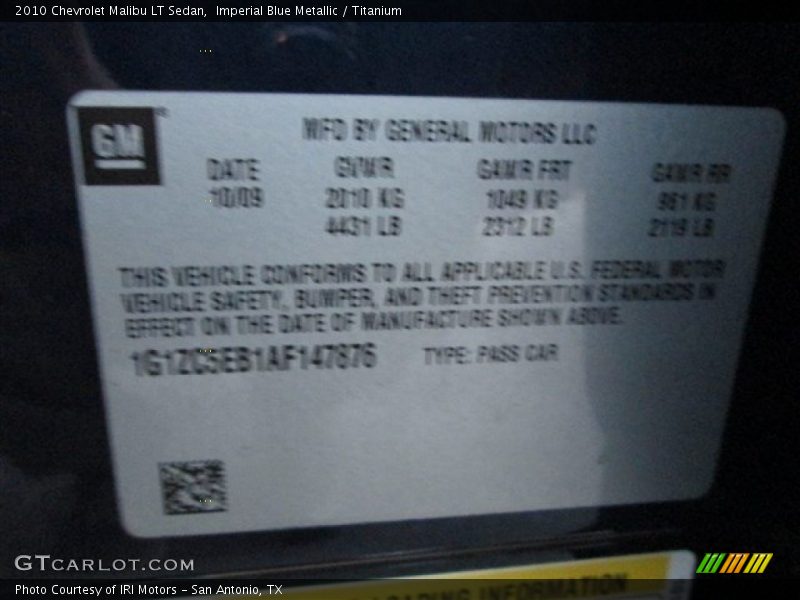 2010 Chevrolet Malibu LT Sedan,  Imperial Blue Metallic / Titanium
GM
MFD BY GENERAL MOTORS LLC
DATE GVWR GAWR FRT GAWR RR
10/09 2010 KG 1049 KG 961 KG
4431 LB 2312 LB 2119 LB
THIS VEHICLE CONFORMS TO ALL APPLICABLE U.S. FEDERAL MOTOR
VEHICLE SAFETY, BUMPER, AND THEFT PREVENTION STANDARDS IN
EFFECT ON THE DATE OF MANUFACTURE SHOWN ABOVE.
1G1ZC5EB1AF147876 TYPE: PASS CAR
GTCARLOT.COM
LOADING INFORMATION
Photo Courtesy of IRI Motors – San Antonio, TX